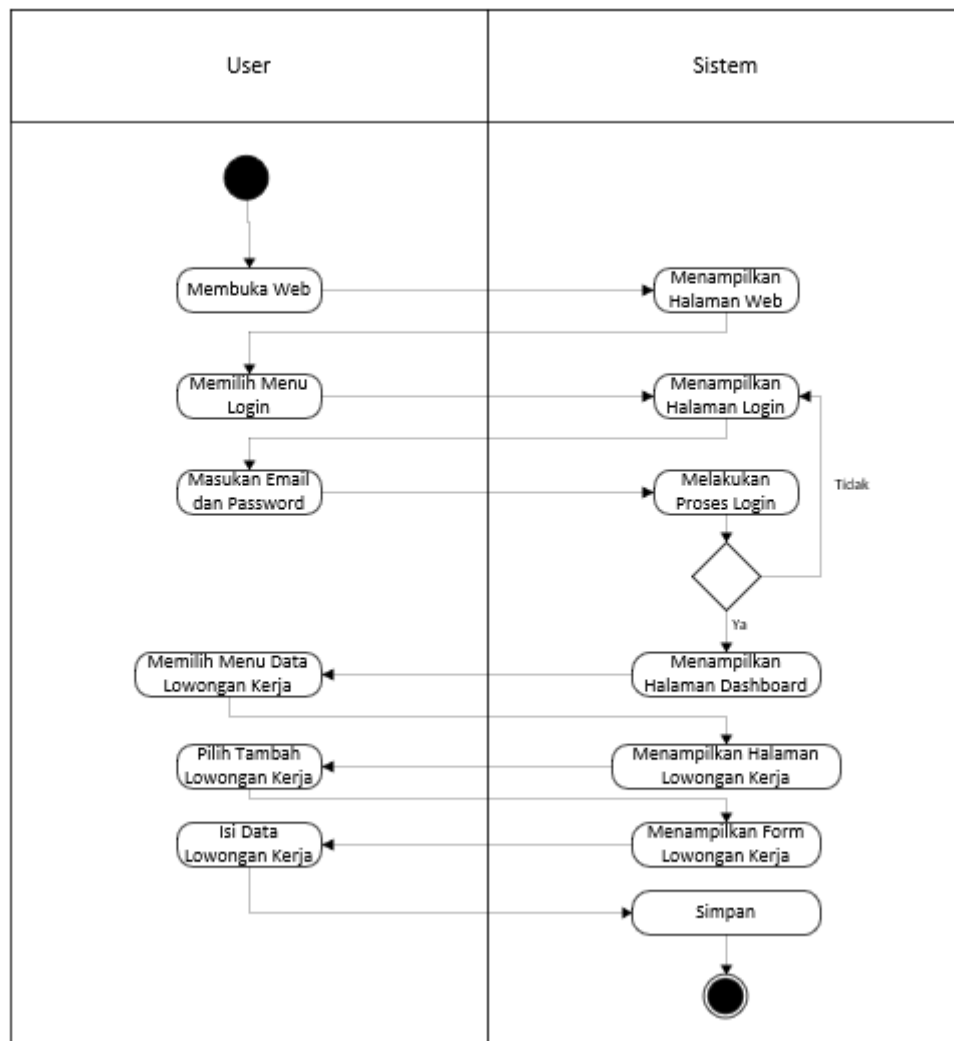 User
Sistem
Membuka Web
Menampilkan
Halaman Web
Memilih Menu
Login
Menampilkan
Halaman Login
Masukan Email
dan Password
Melakukan
Proses Login
Tidak
Ya
Menampilkan
Halaman Dashboard
Memilih Menu Data
Lowongan Kerja
Menampilkan Halaman
Lowongan Kerja
Pilih Tambah
Lowongan Kerja
Menampilkan Form
Lowongan Kerja
Isi Data
Lowongan Kerja
Simpan